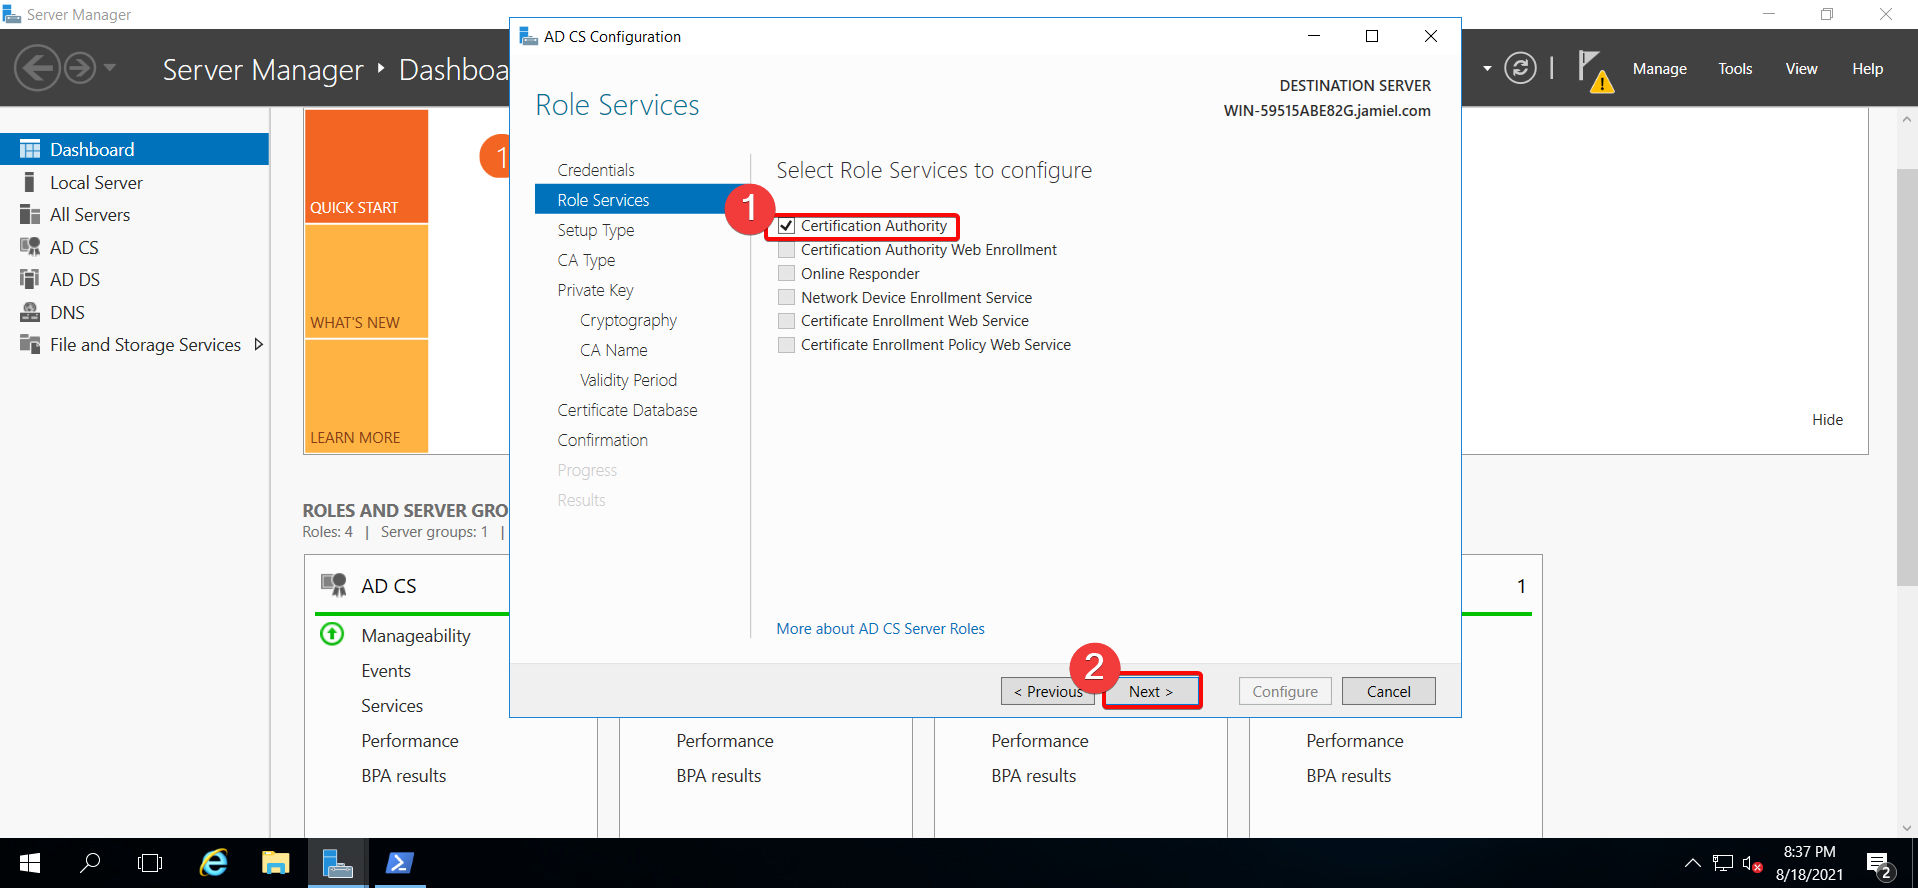 Server Manager
Server Manager ‣ Dashboa
Manage
Tools
View
Help
Dashboard
Local Server
All Servers
AD CS
AD DS
DNS
File and Storage Services
QUICK START
WHAT'S NEW
LEARN MORE
1
Hide
ROLES AND SERVER GRO
Roles: 4 | Server groups: 1 |
AD CS
Manageability
Events
Services
Performance
BPA results
Performance
BPA results
Performance
BPA results
1
Performance
BPA results
AD CS Configuration
Role Services
DESTINATION SERVER
WIN-59515ABE82G.jamiel.com
Credentials
Role Services
Setup Type
CA Type
Private Key
Cryptography
CA Name
Validity Period
Certificate Database
Confirmation
Progress
Results
Select Role Services to configure
1
Certification Authority
Certification Authority Web Enrollment
Online Responder
Network Device Enrollment Service
Certificate Enrollment Web Service
Certificate Enrollment Policy Web Service
More about AD CS Server Roles
2
< Previous
Next >
Configure
Cancel
8:37 PM
8/18/2021
2